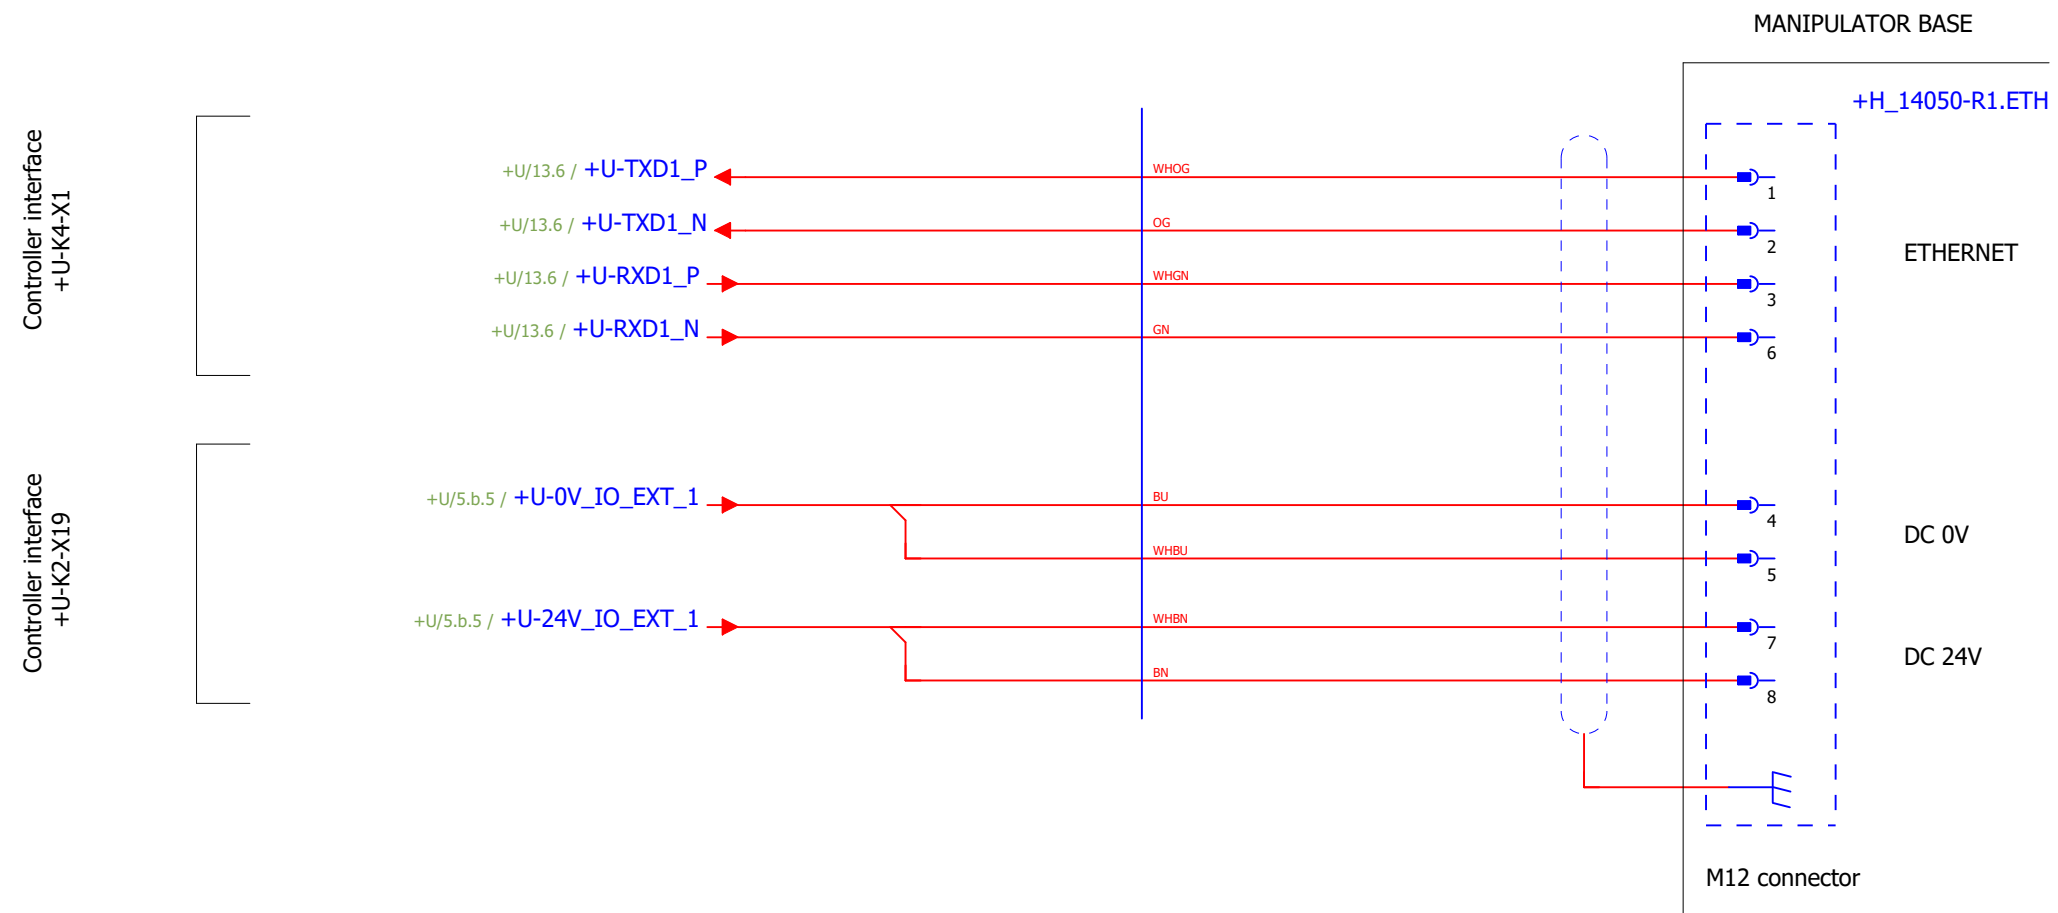 MANIPULATOR BASE
+H_14050-R1.ETH
Controller interface
+U-K4-X1
+U/13.6 / +U-TXD1_P
WHOG
1
+U/13.6 / +U-TXD1_N
OG
2
ETHERNET
+U/13.6 / +U-RXD1_P
WHGN
3
+U/13.6 / +U-RXD1_N
GN
6
Controller interface
+U-K2-X19
+U/5.b.5 / +U-0V_IO_EXT_1
BU
4
DC 0V
WHBU
5
+U/5.b.5 / +U-24V_IO_EXT_1
WHBN
7
DC 24V
BN
8
M12 connector